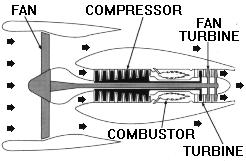 FAN
COMPRESSOR
FAN
TURBINE
COMBUSTOR
TURBINE